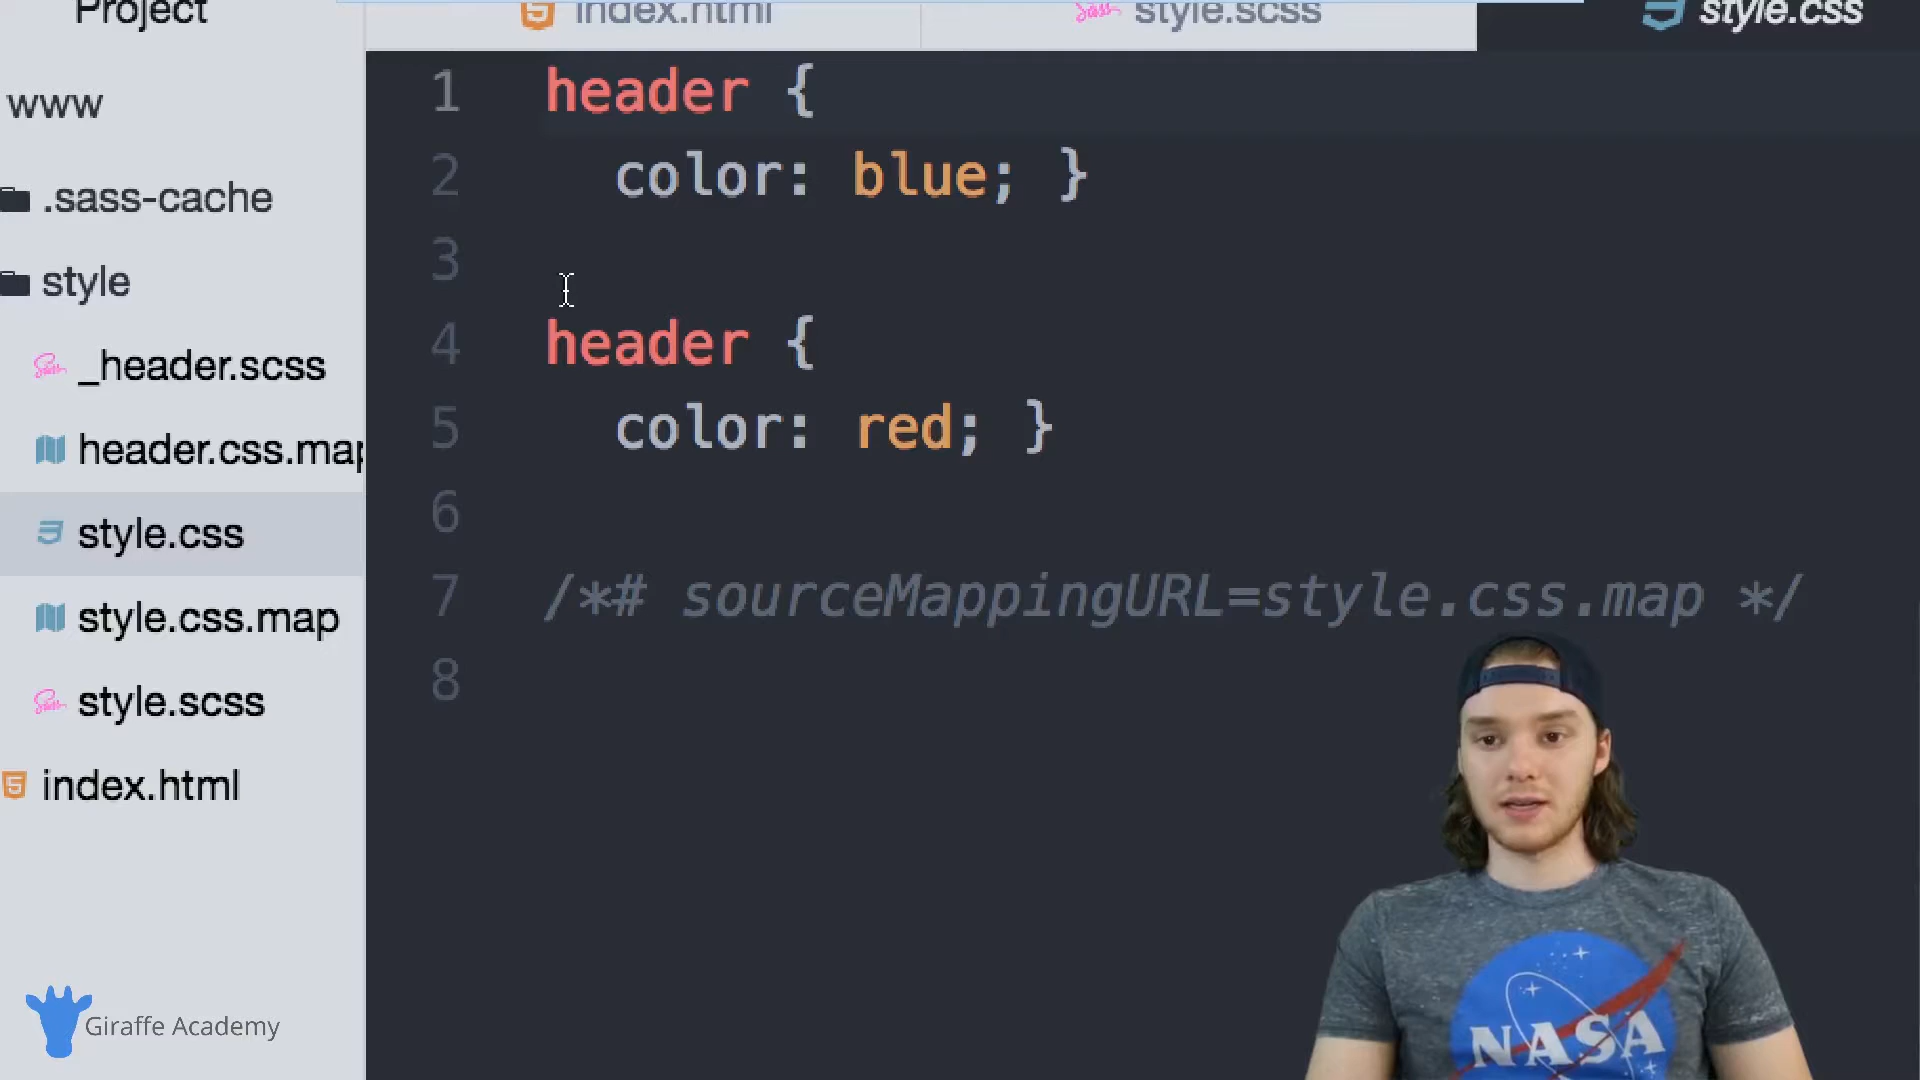 Project
index.html
style.scss
style.css
www
.sass-cache
style
_header.scss
header.css.map
style.css
style.css.map
style.scss
index.html
1 header {
2 color: blue; }
3
4 header {
5 color: red; }
6
7 /*# sourceMappingURL=style.css.map */
8
Giraffe Academy
NASA